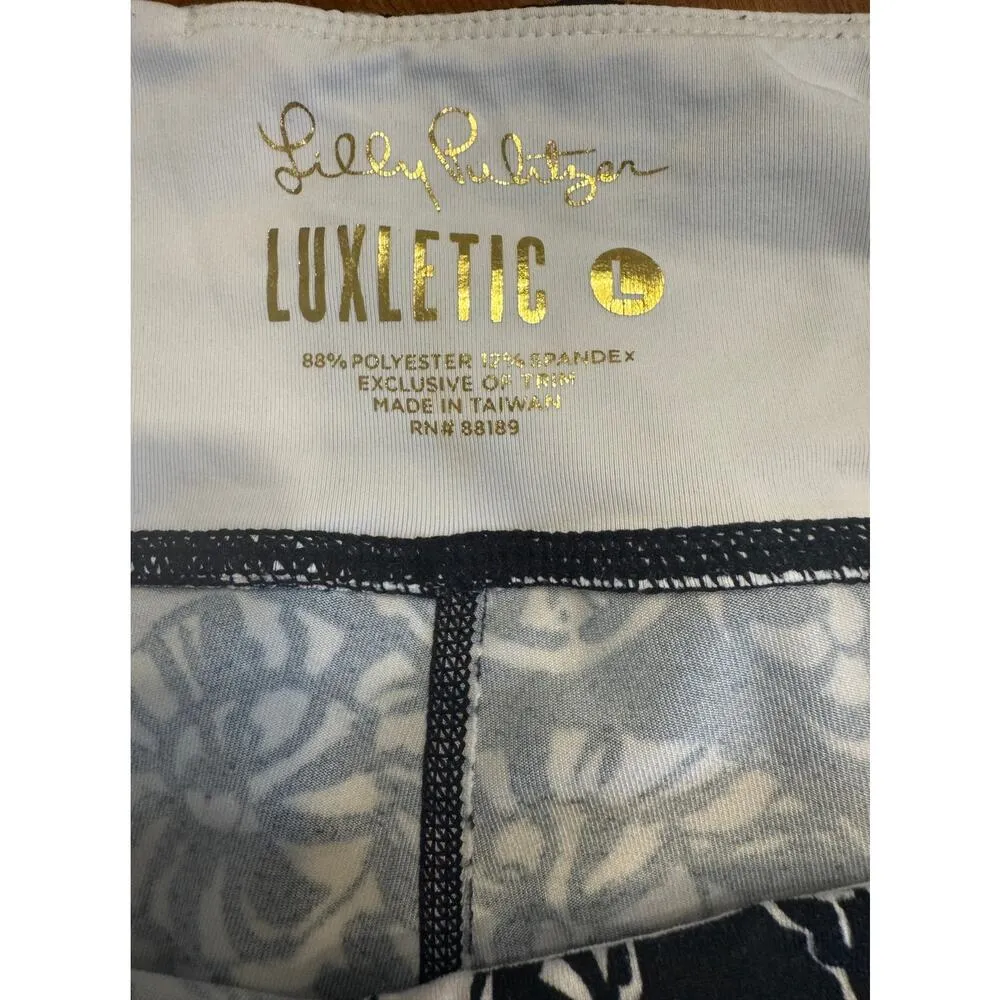 Lilly Pulitzer
LUXLETIC L
88% POLYESTER 12% SPANDEX
EXCLUSIVE OF TRIM
MADE IN TAIWAN
RN# 88189